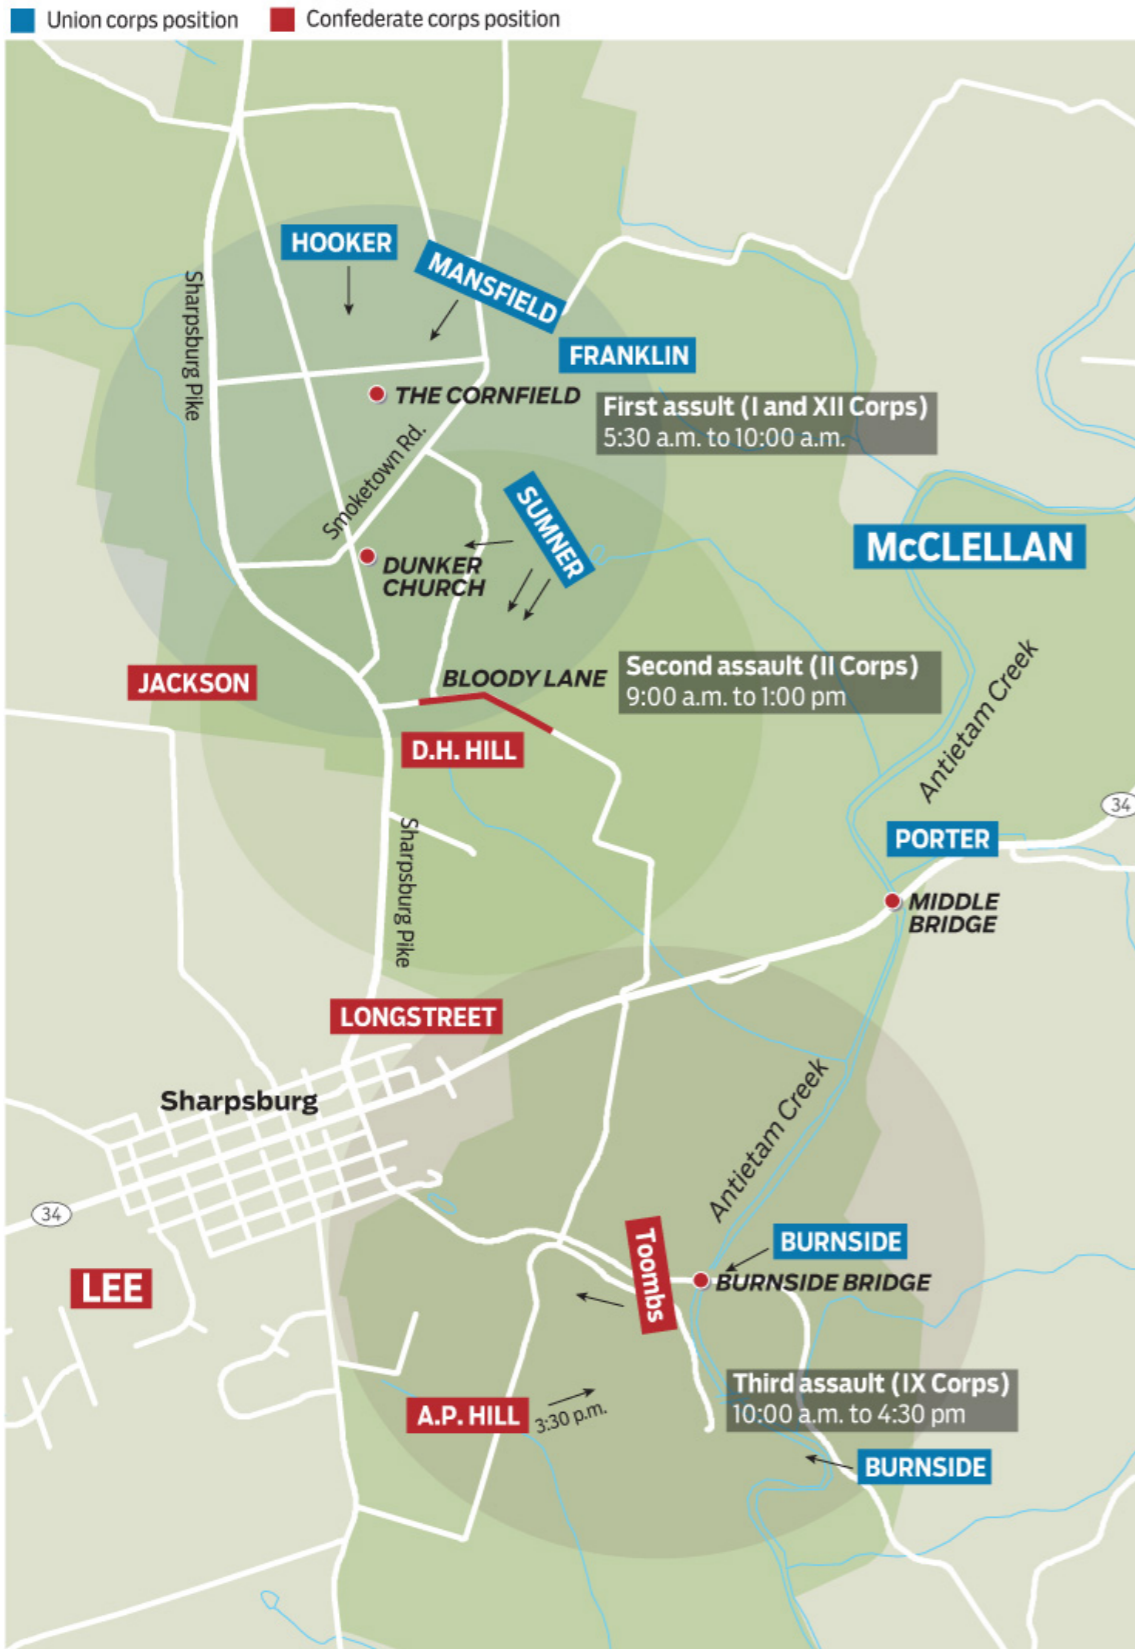 Union corps position
Confederate corps position
HOOKER
MANSFIELD
Sharpsburg Pike
FRANKLIN
THE CORNFIELD
First assult (I and XII Corps)
5:30 a.m. to 10:00 a.m.
Smoketown Rd.
SUMNER
McCLELLAN
DUNKER
CHURCH
JACKSON
BLOODY LANE
Second assault (II Corps)
9:00 a.m. to 1:00 pm
Antietam Creek
D.H. HILL
34
Sharpsburg Pike
PORTER
MIDDLE
BRIDGE
LONGSTREET
Sharpsburg
Antietam Creek
34
Toombs
BURNSIDE
LEE
BURNSIDE BRIDGE
Third assault (IX Corps)
10:00 a.m. to 4:30 pm
A.P. HILL
3:30 p.m.
BURNSIDE